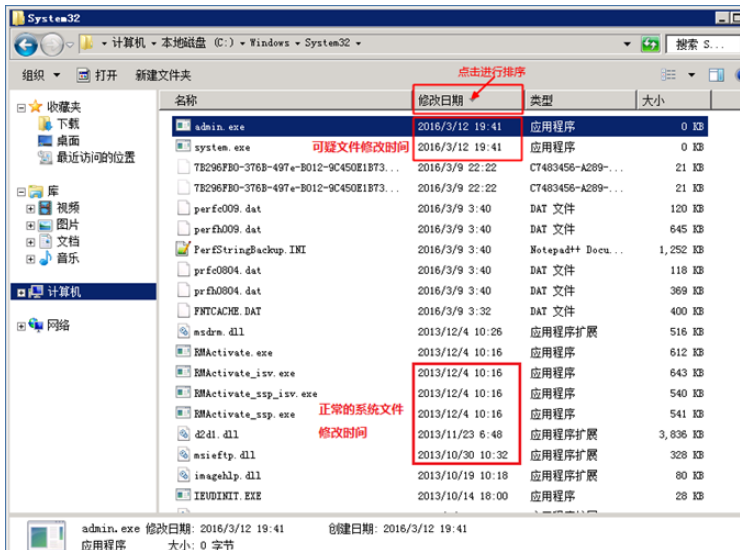 System32
计算机 本地磁盘 (C:) Windows System32
搜索 S...
组织 打开 新建文件夹
点击进行排序
名称 修改日期 类型 大小
收藏夹
下载
桌面
最近访问的位置
库
视频
图片
文档
音乐
计算机
网络
admin.exe 2016/3/12 19:41 应用程序 0 KB
system.exe 可疑文件修改时间 2016/3/12 19:41 应用程序 0 KB
7B296FB0-376B-497e-B012-9C450E1B73... 2016/3/9 22:22 C7483456-A289-... 21 KB
7B296FB0-376B-497e-B012-9C450E1B73... 2016/3/9 22:22 C7483456-A289-... 21 KB
perfc009.dat 2016/3/9 3:40 DAT 文件 120 KB
perfh009.dat 2016/3/9 3:40 DAT 文件 645 KB
PerfStringBackup.INI 2016/3/9 3:40 Notepad++ Docu... 1,252 KB
prfc0804.dat 2016/3/9 3:40 DAT 文件 118 KB
prfh0804.dat 2016/3/9 3:40 DAT 文件 369 KB
FNTCACHE.DAT 2016/3/9 3:32 DAT 文件 400 KB
msdrm.dll 2013/12/4 10:26 应用程序扩展 516 KB
RMActivate.exe 2013/12/4 10:16 应用程序 612 KB
RMActivate_isv.exe 2013/12/4 10:16 应用程序 643 KB
RMActivate_ssp_isv.exe 2013/12/4 10:16 应用程序 540 KB
RMActivate_ssp.exe 正常的系统文件 2013/12/4 10:16 应用程序 541 KB
d2d1.dll 修改时间 2013/11/23 6:48 应用程序扩展 3,836 KB
msieftp.dll 2013/10/30 10:32 应用程序扩展 328 KB
imagehlp.dll 2013/10/19 10:18 应用程序扩展 80 KB
IEUDINIT.EXE 2013/10/14 18:00 应用程序 28 KB
admin.exe 修改日期: 2016/3/12 19:41 创建日期: 2016/3/12 19:41
应用程序 大小: 0 字节